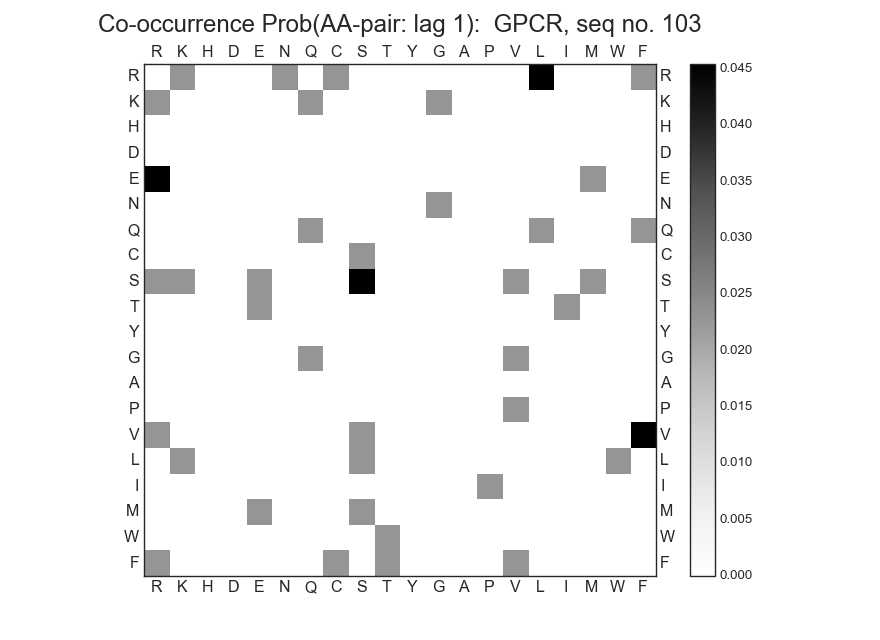 Co-occurrence Prob(AA-pair: lag 1):  GPCR, seq no. 103
R K H D E N Q C S T Y G A P V L I M W F
R R 0.045
K K
H H 0.040
D D
E E 0.035
N N
Q Q 0.030
C C
S S 0.025
T T
Y Y 0.020
G G
A A
P P 0.015
V V
L L 0.010
I I
M M 0.005
W W
F F 0.000
R K H D E N Q C S T Y G A P V L I M W F